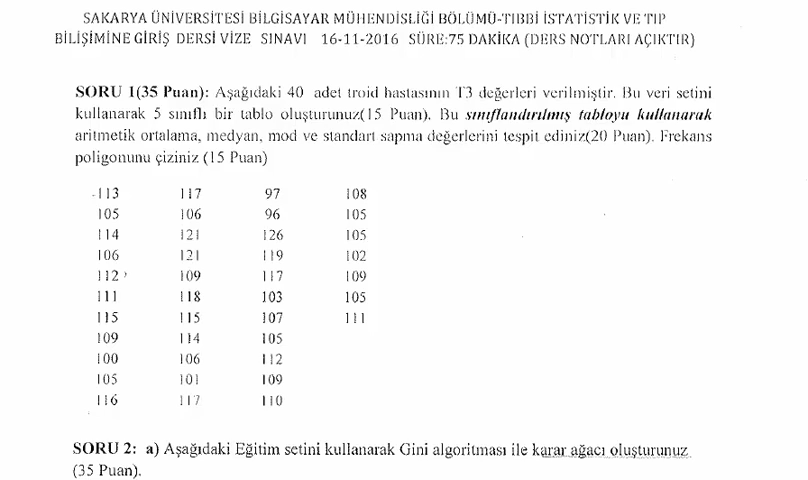 SAKARYA ÜNİVERSİTESİ BİLGİSAYAR MÜHENDİSLİĞİ BÖLÜMÜ-TIBBİ İSTATİSTİK VE TIP
BİLİŞİMİNE GİRİŞ DERSİ VİZE SINAVI 16-11-2016 SÜRE:75 DAKİKA (DERS NOTLARI AÇIKTIR)
SORU 1(35 Puan): Aşağıdaki 40 adet troid hastasının T3 değerleri verilmiştir. Bu veri setini
kullanarak 5 sınıflı bir tablo oluşturunuz(15 Puan). Bu sınıflandırılmış tabloyu kullanarak
aritmetik ortalama, medyan, mod ve standart sapma değerlerini tespit ediniz(20 Puan). Frekans
poligonunu çiziniz (15 Puan)
113 117 97 108
105 106 96 105
114 121 126 105
106 121 119 102
112 109 117 109
111 118 103 105
115 115 107 111
109 114 105
100 106 112
105 101 109
116 117 110
SORU 2: a) Aşağıdaki Eğitim setini kullanarak Gini algoritması ile karar ağacı oluşturunuz
(35 Puan).